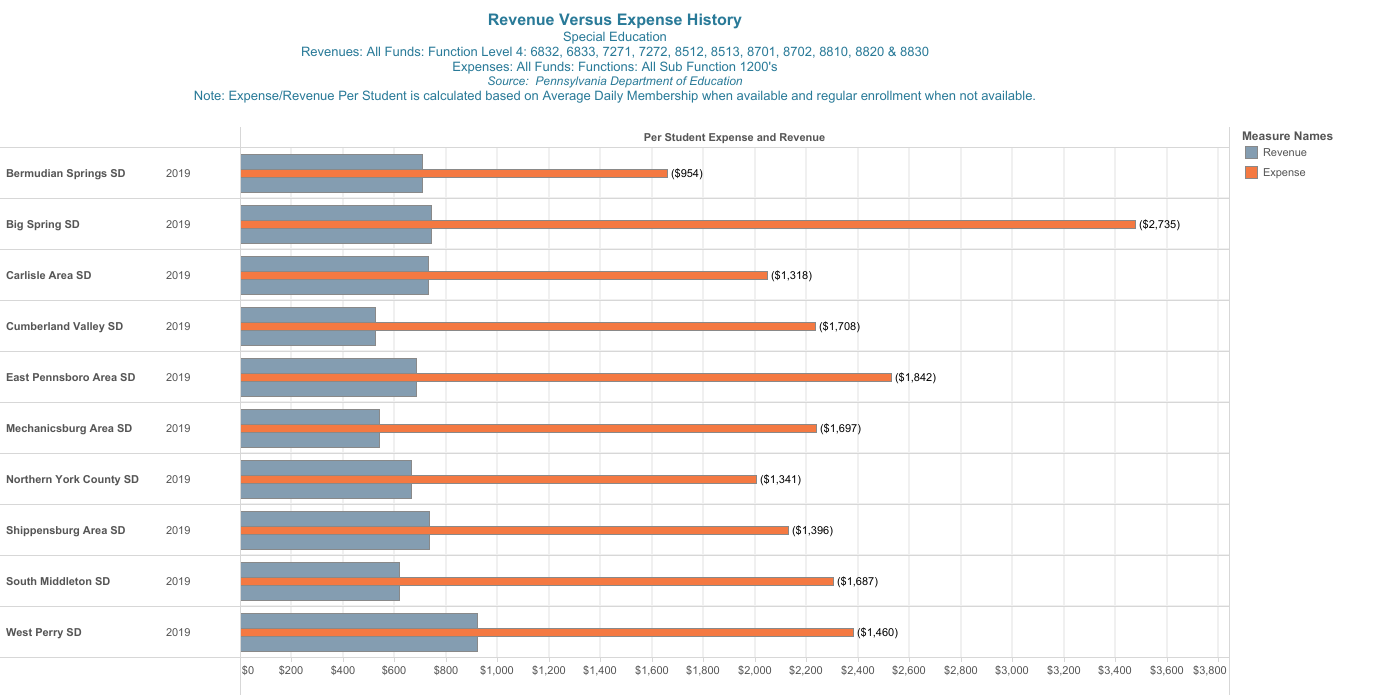 Revenue Versus Expense History
Special Education
Revenues: All Funds: Function Level 4: 6832, 6833, 7271, 7272, 8512, 8513, 8701, 8702, 8810, 8820 & 8830
Expenses: All Funds: Functions: All Sub Function 1200's
Source: Pennsylvania Department of Education
Note: Expense/Revenue Per Student is calculated based on Average Daily Membership when available and regular enrollment when not available.
Per Student Expense and Revenue
Measure Names
Revenue
Expense
Bermudian Springs SD 2019 ($954)
Big Spring SD 2019 ($2,735)
Carlisle Area SD 2019 ($1,318)
Cumberland Valley SD 2019 ($1,708)
East Pennsboro Area SD 2019 ($1,842)
Mechanicsburg Area SD 2019 ($1,697)
Northern York County SD 2019 ($1,341)
Shippensburg Area SD 2019 ($1,396)
South Middleton SD 2019 ($1,687)
West Perry SD 2019 ($1,460)
$0 $200 $400 $600 $800 $1,000 $1,200 $1,400 $1,600 $1,800 $2,000 $2,200 $2,400 $2,600 $2,800 $3,000 $3,200 $3,400 $3,600 $3,800